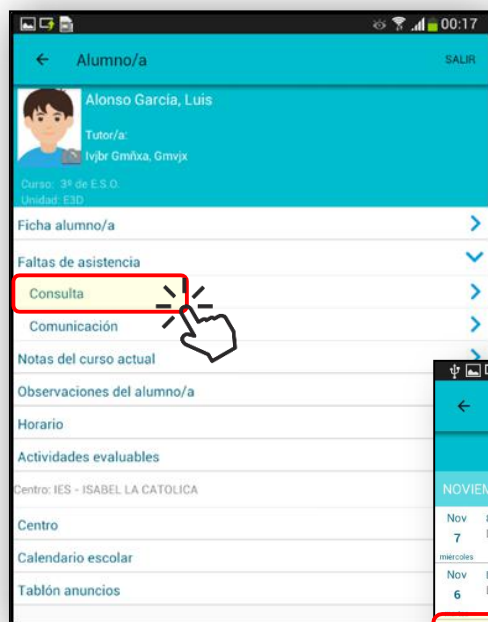 00:17
Alumno/a
SALIR
Alonso García, Luis
Tutor/a:
Ivjbr Gmñxa, Gmvjx
Curso: 3º de E.S.O.
Unidad: E3D
Ficha alumno/a
Faltas de asistencia
Consulta
Comunicación
Notas del curso actual
Observaciones del alumno/a
Horario
Actividades evaluables
Centro: IES - ISABEL LA CATOLICA
Centro
Calendario escolar
Tablón anuncios
NOVIEM
Nov
7
miércoles
Nov
6